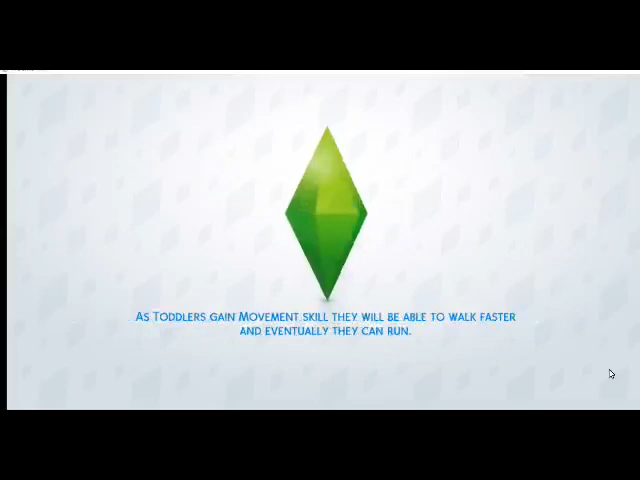 As Toddlers gain Movement skill they will be able to walk faster
and eventually they can run.